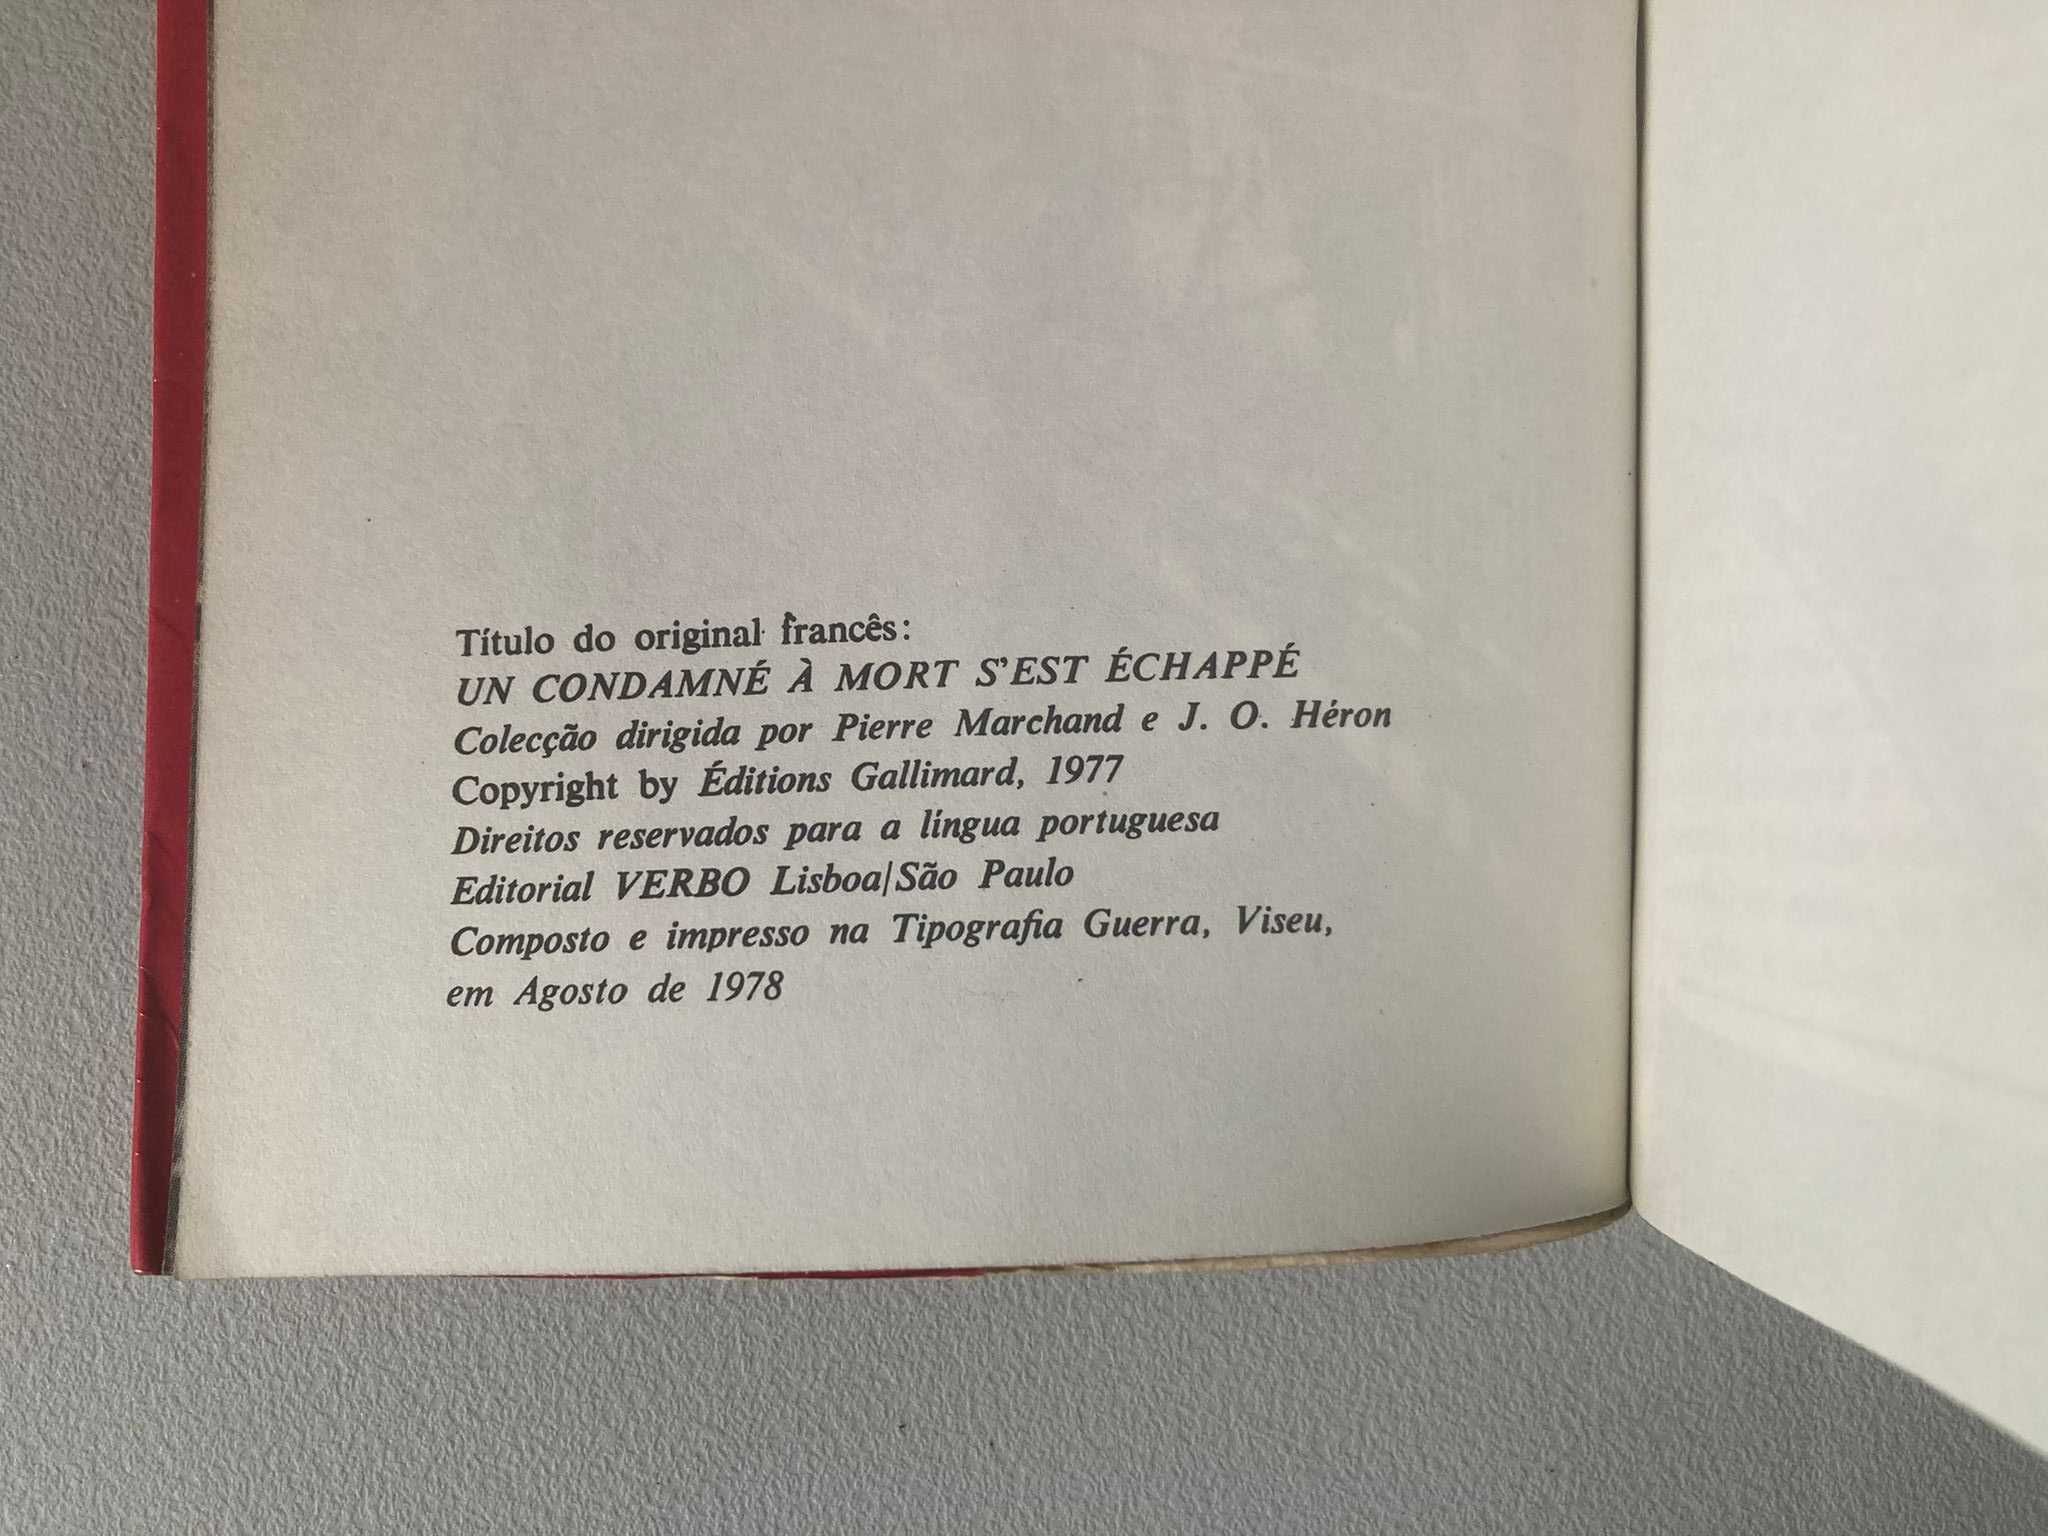 Título do original francês:
UN CONDAMNÉ À MORT S'EST ÉCHAPPÉ
Colecção dirigida por Pierre Marchand e J. O. Héron
Copyright by Éditions Gallimard, 1977
Direitos reservados para a língua portuguesa
Editorial VERBO Lisboa/São Paulo
Composto e impresso na Tipografia Guerra, Viseu,
em Agosto de 1978